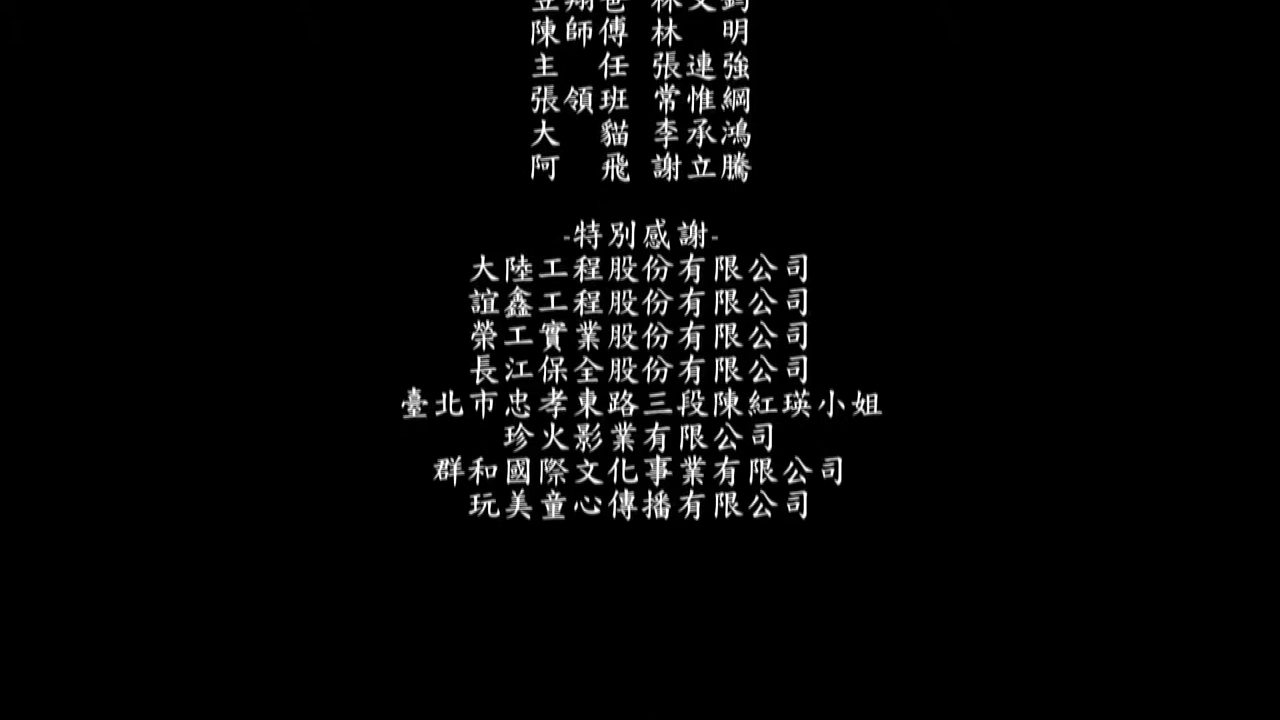 陳師傅 林 明
主 任 張連強
張領班 常惟綱
大 貓 李承鴻
阿 飛 謝立騰
-特別感謝-
大陸工程股份有限公司
誼鑫工程股份有限公司
榮工實業股份有限公司
長江保全股份有限公司
臺北市忠孝東路三段陳紅瑛小姐
珍火影業有限公司
群和國際文化事業有限公司
玩美童心傳播有限公司